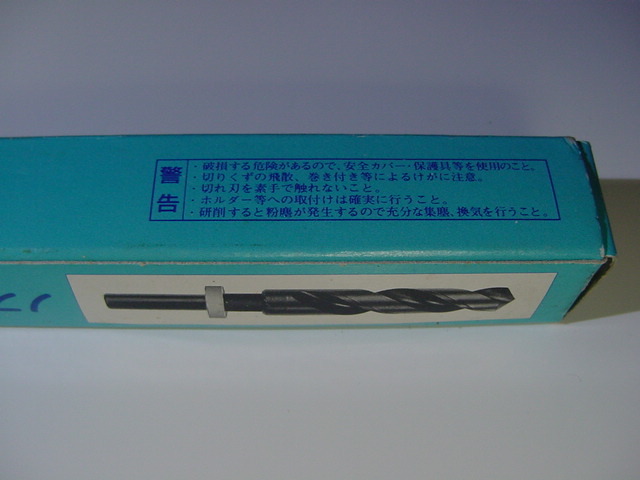 警告
・破損する危険があるので、安全カバー・保護具等を使用のこと。
・切りくずの飛散、巻き付き等によるけがに注意。
・切れ刃を素手で触れないこと。
・ホルダー等への取付けは確実に行うこと。
・研削すると粉塵が発生するので充分な集塵、換気を行うこと。